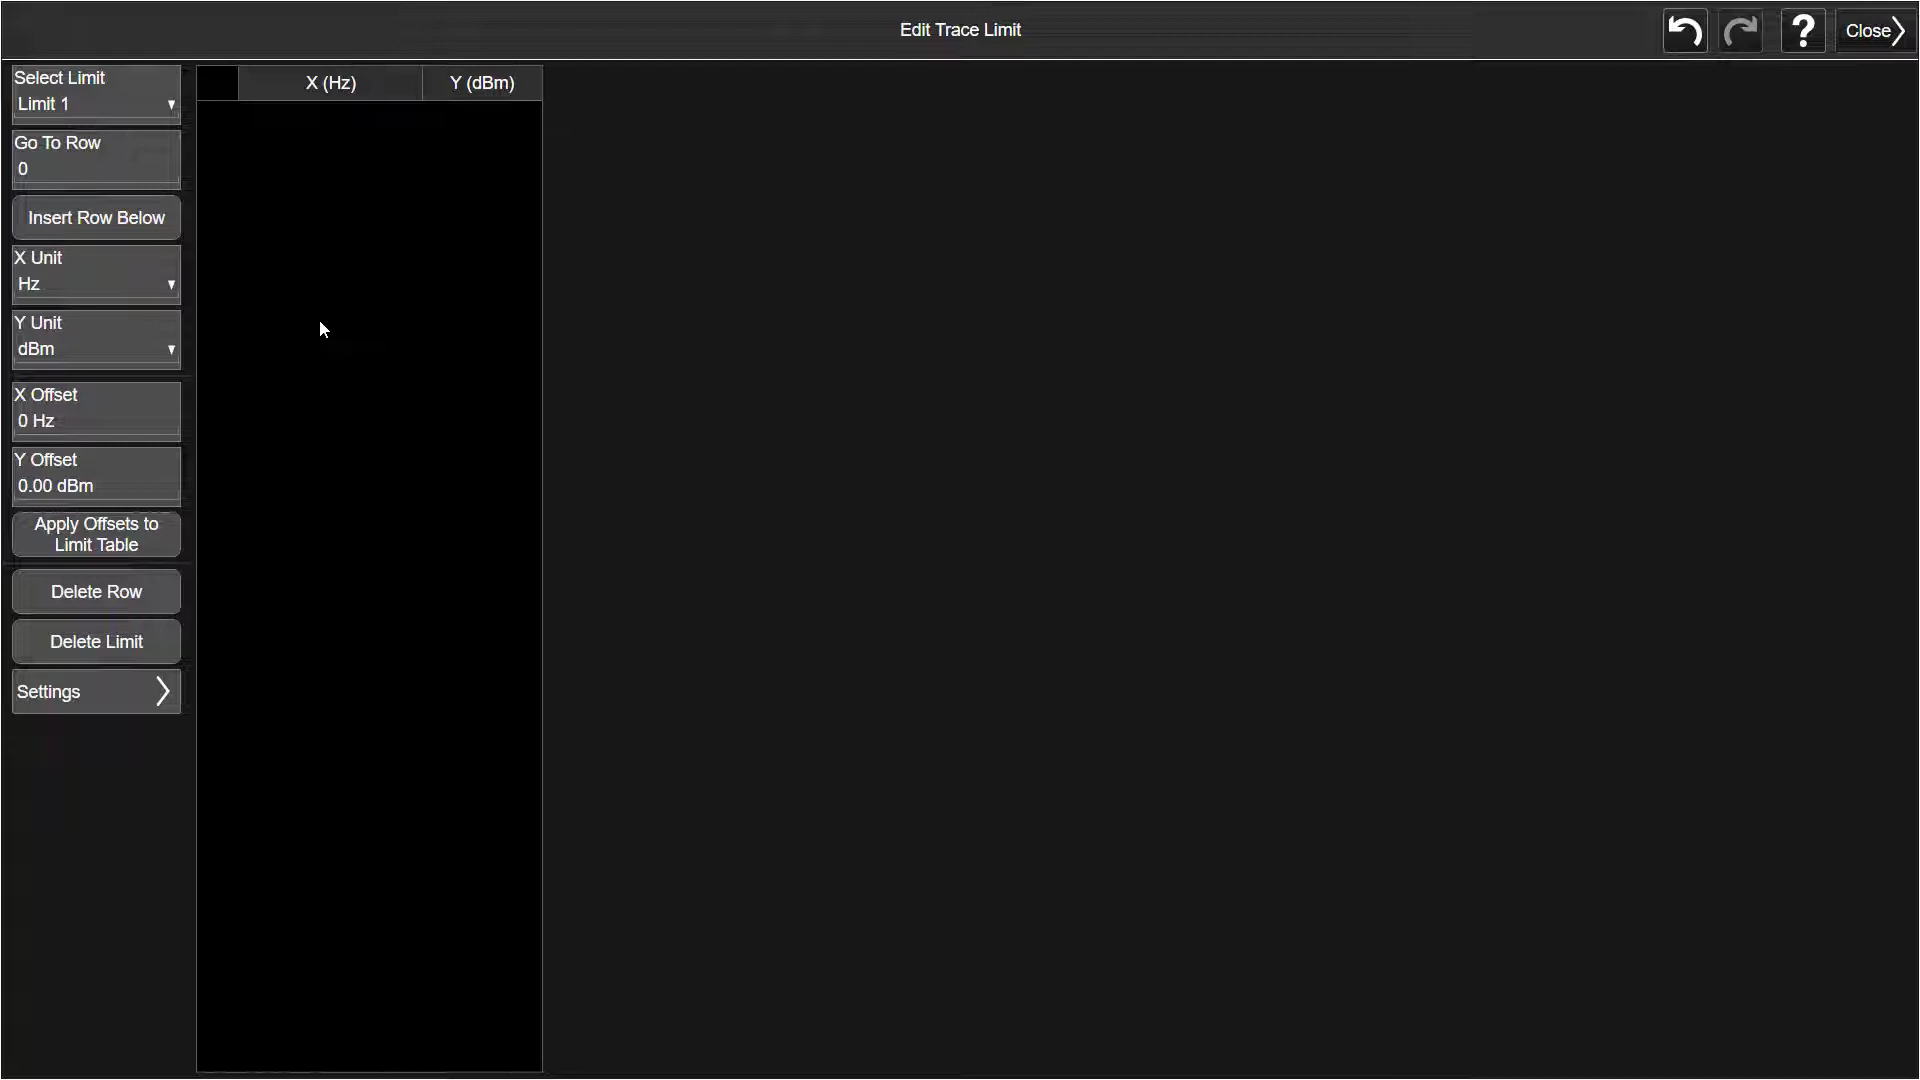 Edit Trace Limit
?
Close
Select Limit
Limit 1
Go To Row
0
Insert Row Below
X Unit
Hz
Y Unit
dBm
X Offset
0 Hz
Y Offset
0.00 dBm
Apply Offsets to
Limit Table
Delete Row
Delete Limit
Settings
X (Hz)
Y (dBm)